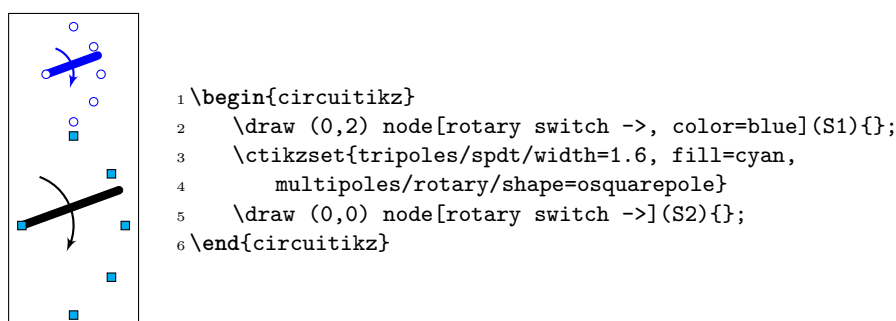 1 \begin{circuitikz}
2 \draw (0,2) node[rotary switch ->, color=blue](S1){};
3 \ctikzset{tripoles/spdt/width=1.6, fill=cyan,
4 multipoles/rotary/shape=osquarepole}
5 \draw (0,0) node[rotary switch ->](S2){};
6 \end{circuitikz}